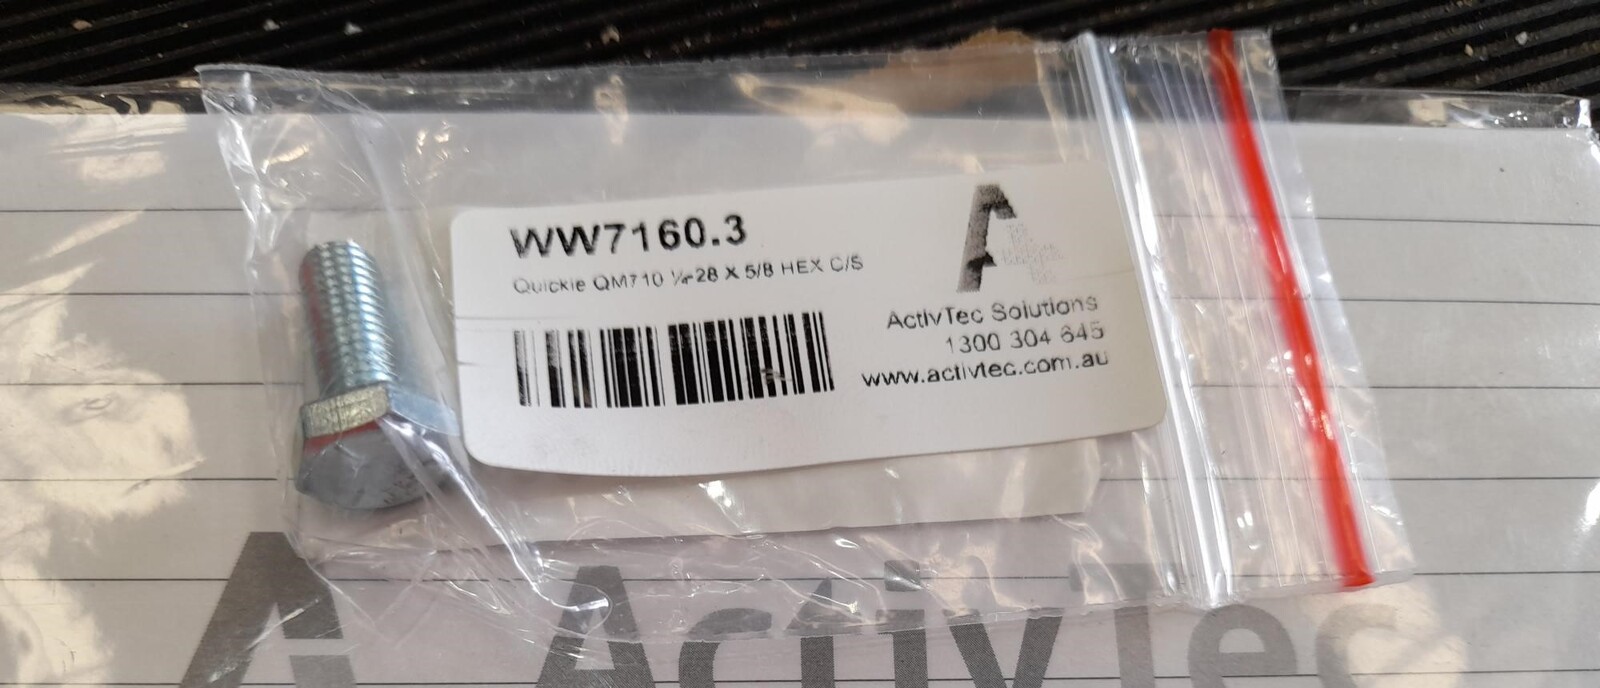 WW7160.3
Quickie QM710 ¼-28 X 5/8 HEX C/S
ActivTec Solutions
1300 304 645
www.activtec.com.au
ActivTec